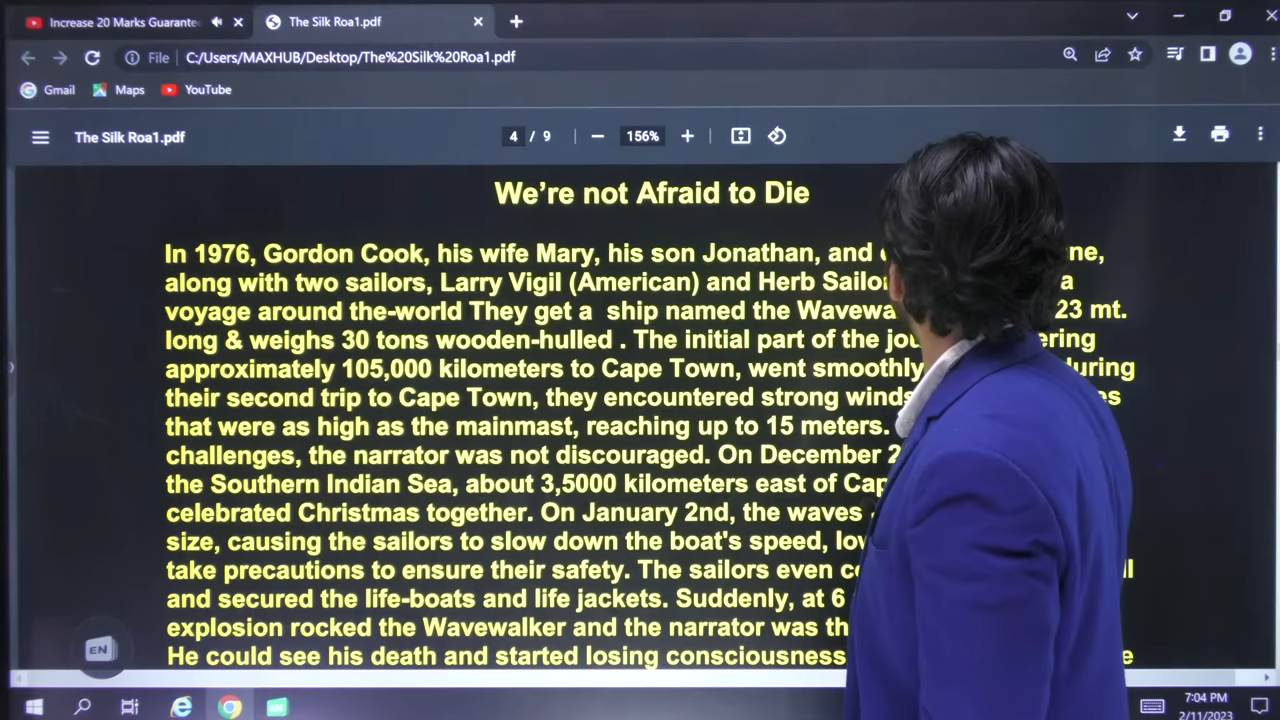 Increase 20 Marks Guarante
The Silk Roa1.pdf
File C:/Users/MAXHUB/Desktop/The%20Silk%20Roa1.pdf
Gmail Maps YouTube
The Silk Roa1.pdf 4 / 9 156%
We're not Afraid to Die
In 1976, Gordon Cook, his wife Mary, his son Jonathan, and
along with two sailors, Larry Vigil (American) and Herb a
voyage around the-world They get a ship named the 23 mt.
long & weighs 30 tons wooden-hulled . The initial part of the
approximately 105,000 kilometers to Cape Town, went smoothly
their second trip to Cape Town, they encountered strong winds
that were as high as the mainmast, reaching up to 15 meters.
challenges, the narrator was not discouraged. On December
the Southern Indian Sea, about 3,5000 kilometers east of
celebrated Christmas together. On January 2nd, the waves
size, causing the sailors to slow down the boat's speed,
take precautions to ensure their safety. The sailors even
and secured the life-boats and life jackets. Suddenly, at 6
explosion rocked the Wavewalker and the narrator was
He could see his death and started losing consciousness
EN
7:04 PM
2/11/2023